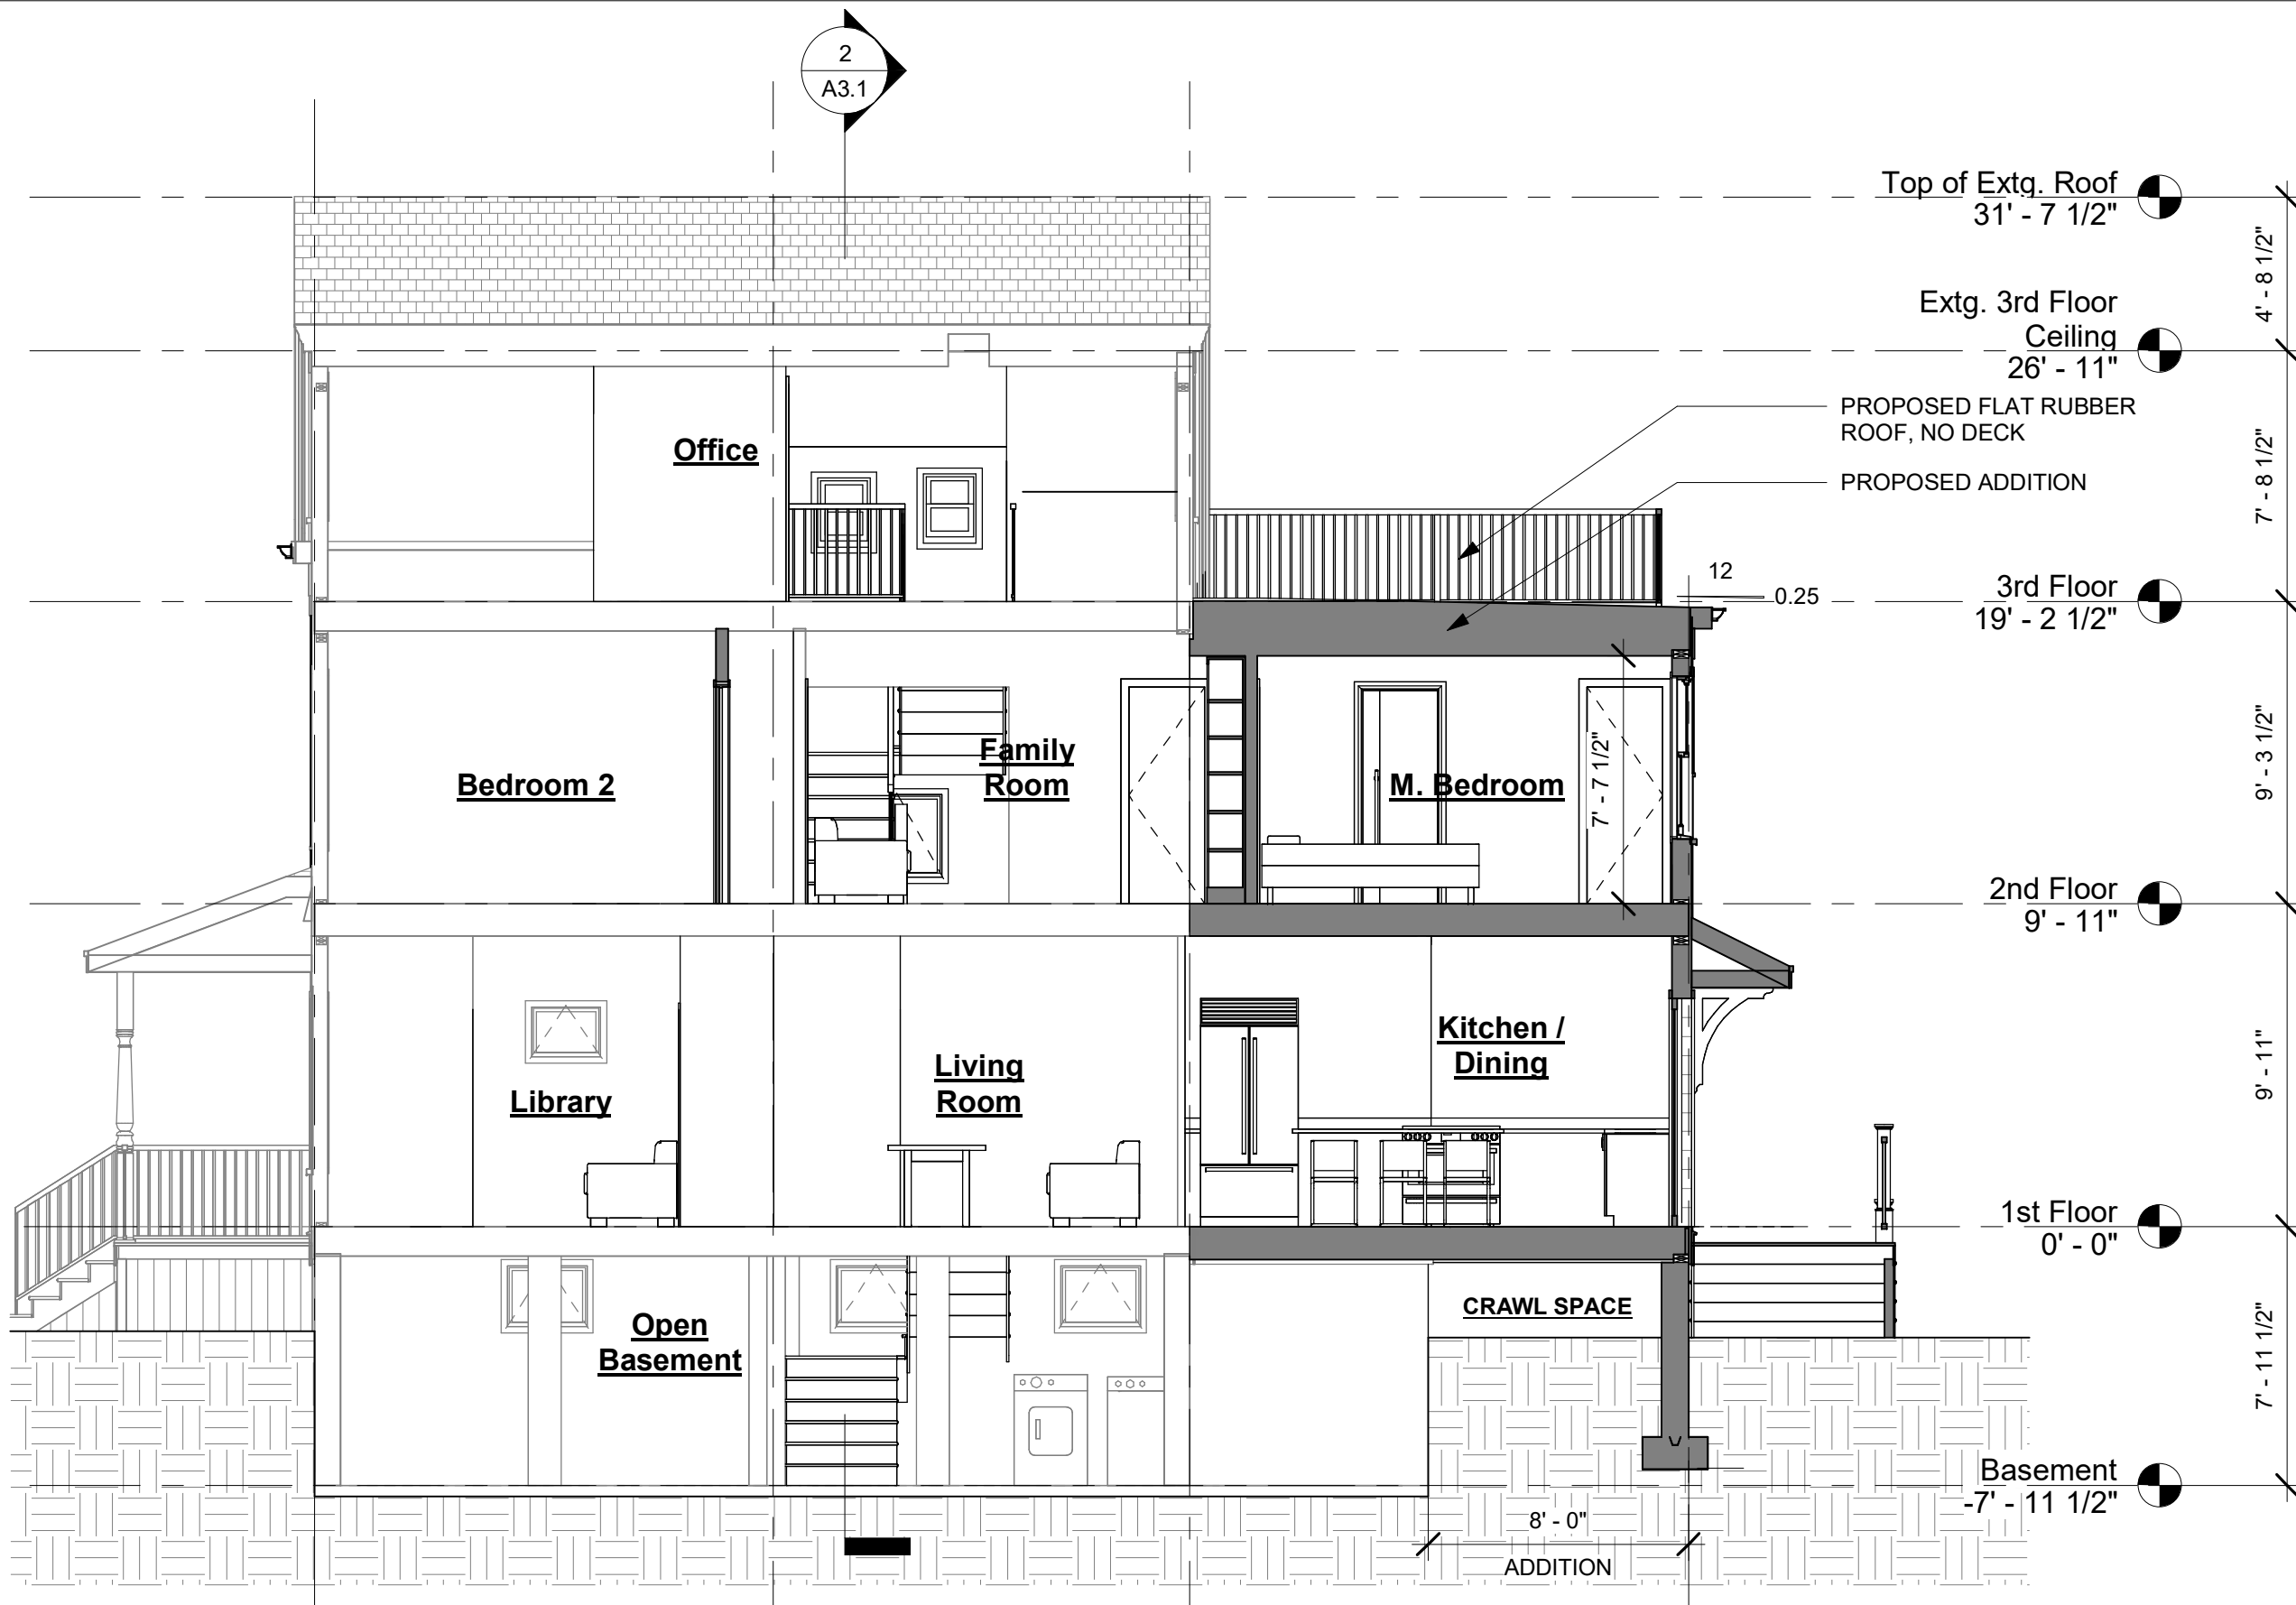 2
A3.1
Top of Extg. Roof
31' - 7 1/2"
4' - 8 1/2"
Extg. 3rd Floor
Ceiling
26' - 11"
PROPOSED FLAT RUBBER
ROOF, NO DECK
7' - 8 1/2"
Office
PROPOSED ADDITION
12
0.25
3rd Floor
19' - 2 1/2"
Bedroom 2
Family
Room
M. Bedroom
7' - 7 1/2"
9' - 3 1/2"
2nd Floor
9' - 11"
Library
Living
Room
Kitchen /
Dining
9' - 11"
1st Floor
0' - 0"
Open
Basement
CRAWL SPACE
7' - 11 1/2"
Basement
-7' - 11 1/2"
8' - 0"
ADDITION